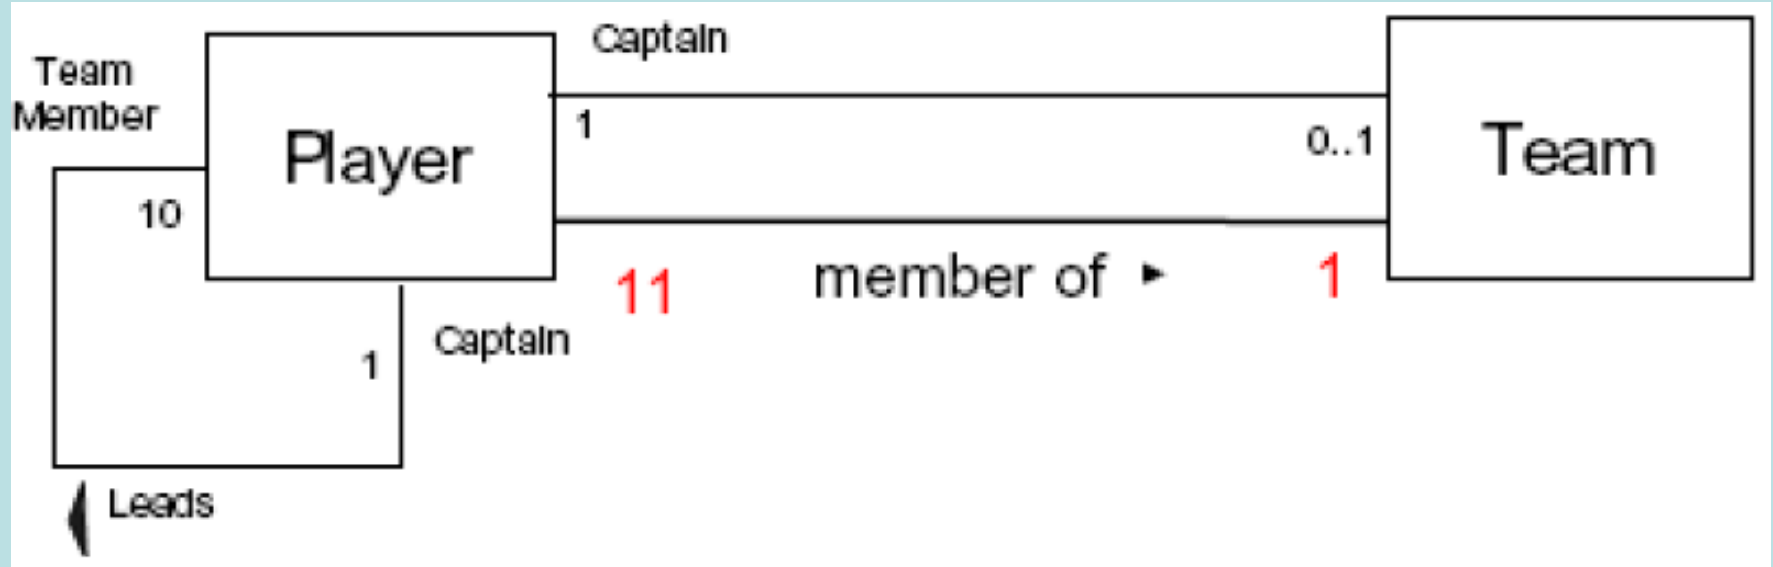 Captain
Team
Member
Player
1
0..1
Team
10
11
member of ▸
1
Captain
1
Leads